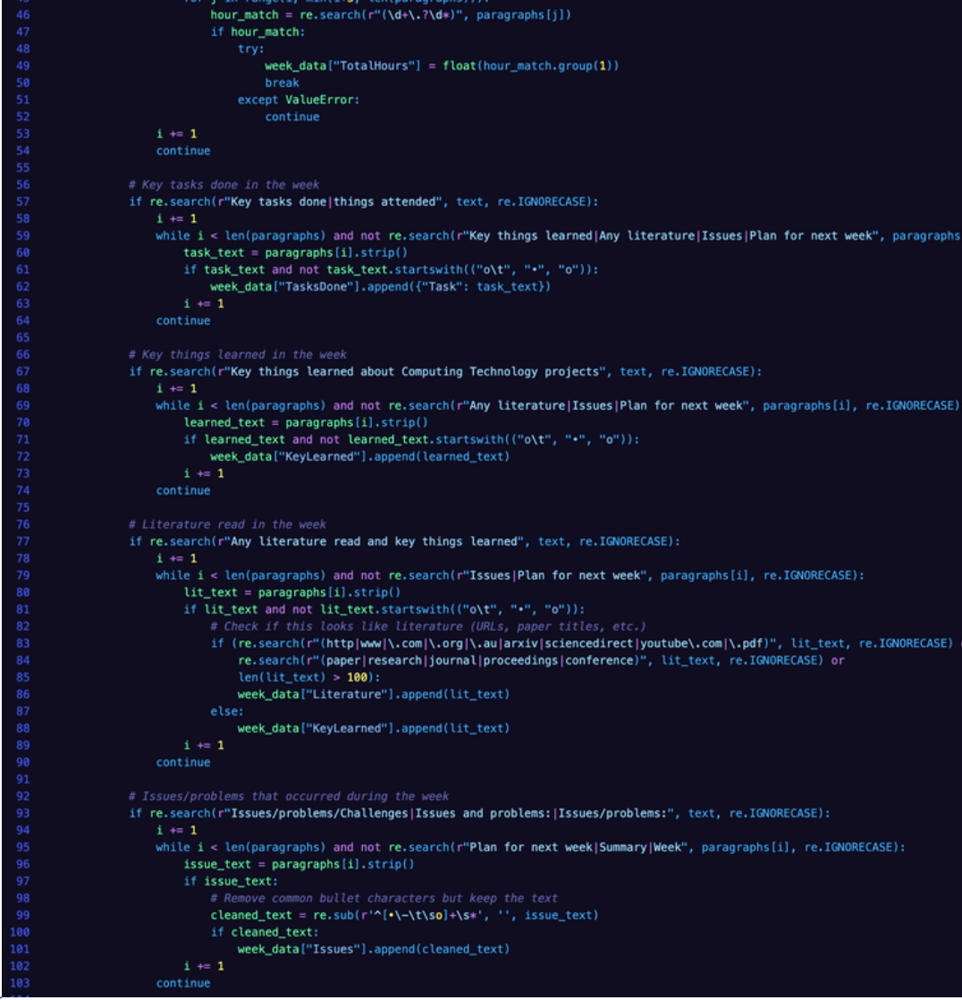 46 hour_match = re.search(r"(\d+\.?\d*)", paragraphs[j])
47 if hour_match:
48 try:
49 week_data["TotalHours"] = float(hour_match.group(1))
50 break
51 except ValueError:
52 continue
53 i += 1
54 continue
55
56 # Key tasks done in the week
57 if re.search(r"Key tasks done|things attended", text, re.IGNORECASE):
58 i += 1
59 while i < len(paragraphs) and not re.search(r"Key things learned|Any literature|Issues|Plan for next week", paragraphs
60 task_text = paragraphs[i].strip()
61 if task_text and not task_text.startswith(("o\t", "•", "o")):
62 week_data["TasksDone"].append({"Task": task_text})
63 i += 1
64 continue
65
66 # Key things learned in the week
67 if re.search(r"Key things learned about Computing Technology projects", text, re.IGNORECASE):
68 i += 1
69 while i < len(paragraphs) and not re.search(r"Any literature|Issues|Plan for next week", paragraphs[i], re.IGNORECASE)
70 learned_text = paragraphs[i].strip()
71 if learned_text and not learned_text.startswith(("o\t", "•", "o")):
72 week_data["KeyLearned"].append(learned_text)
73 i += 1
74 continue
75
76 # Literature read in the week
77 if re.search(r"Any literature read and key things learned", text, re.IGNORECASE):
78 i += 1
79 while i < len(paragraphs) and not re.search(r"Issues|Plan for next week", paragraphs[i], re.IGNORECASE):
80 lit_text = paragraphs[i].strip()
81 if lit_text and not lit_text.startswith(("o\t", "•", "o")):
82 # Check if this looks like literature (URLs, paper titles, etc.)
83 if (re.search(r"(http|www|\.com|\.org|\.au|arxiv|sciencedirect|youtube\.com|\.pdf)", lit_text, re.IGNORECASE)
84 re.search(r"(paper|research|journal|proceedings|conference)", lit_text, re.IGNORECASE) or
85 len(lit_text) > 100):
86 week_data["Literature"].append(lit_text)
87 else:
88 week_data["KeyLearned"].append(lit_text)
89 i += 1
90 continue
91
92 # Issues/problems that occurred during the week
93 if re.search(r"Issues/problems/Challenges|Issues and problems:|Issues/problems:", text, re.IGNORECASE):
94 i += 1
95 while i < len(paragraphs) and not re.search(r"Plan for next week|Summary|Week", paragraphs[i], re.IGNORECASE):
96 issue_text = paragraphs[i].strip()
97 if issue_text:
98 # Remove common bullet characters but keep the text
99 cleaned_text = re.sub(r'^[•\-\t\so]+\s*', '', issue_text)
100 if cleaned_text:
101 week_data["Issues"].append(cleaned_text)
102 i += 1
103 continue